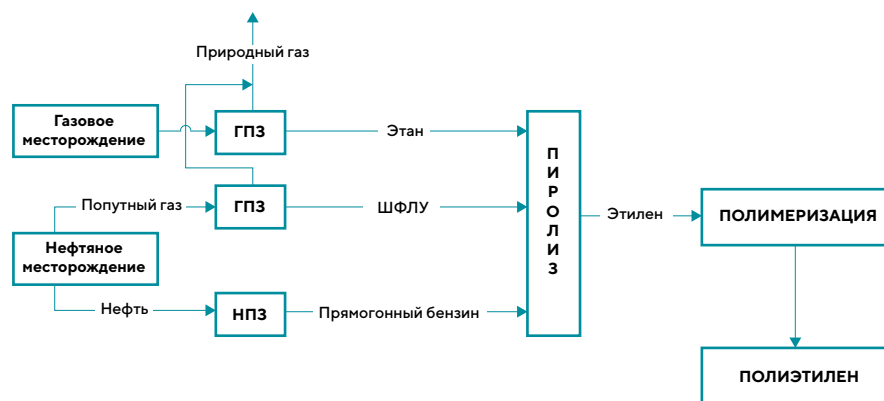 Природный газ
Газовое
месторождение
ГПЗ
Этан
ПИРОЛИЗ
Попутный газ
ГПЗ
ШФЛУ
Этилен
ПОЛИМЕРИЗАЦИЯ
Нефтяное
месторождение
Нефть
НПЗ
Прямогонный бензин
ПОЛИЭТИЛЕН